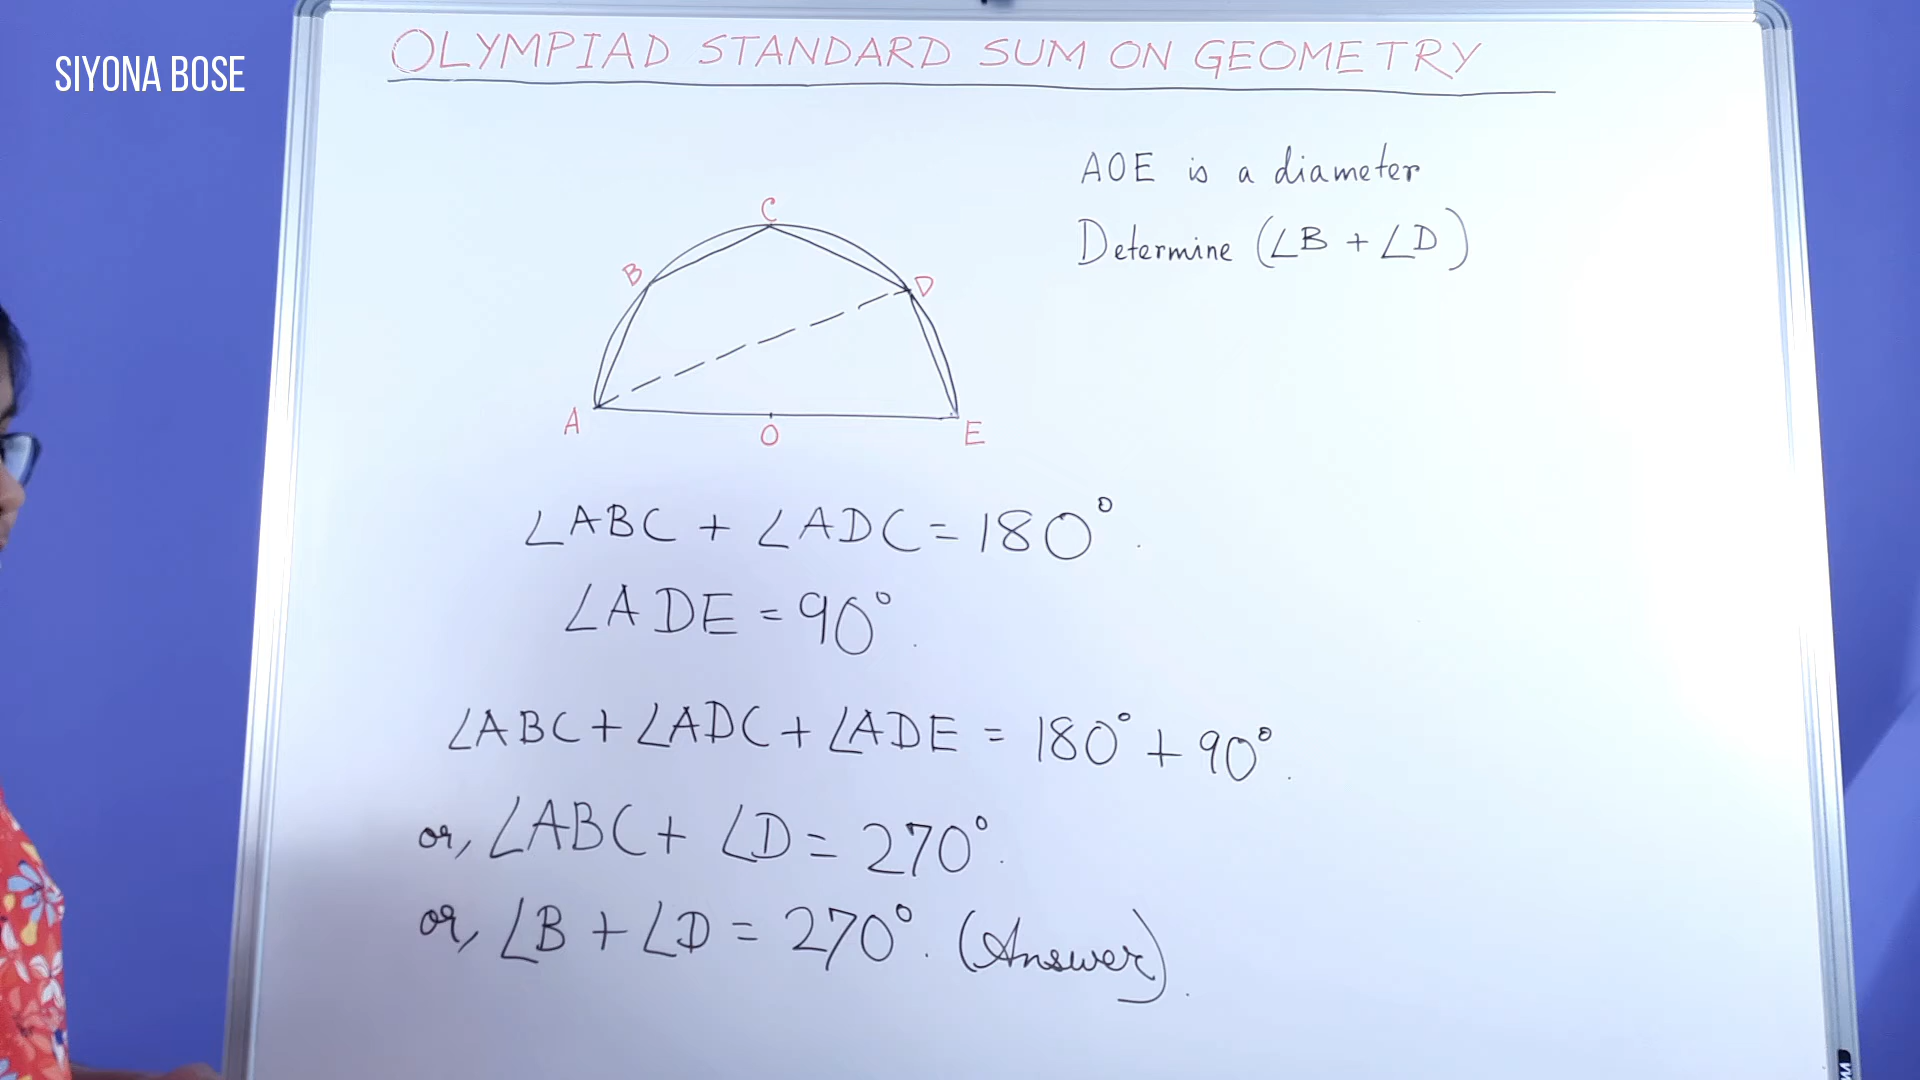 SIYONA BOSE
OLYMPIAD STANDARD SUM ON GEOMETRY
AOE is a diameter
Determine (∠B + ∠D)
C
B
D
A
O
E
∠ABC + ∠ADC = 180°.
∠ADE = 90°.
∠ABC + ∠ADC + ∠ADE = 180° + 90°.
or, ∠ABC + ∠D = 270°.
or, ∠B + ∠D = 270°. (Answer).